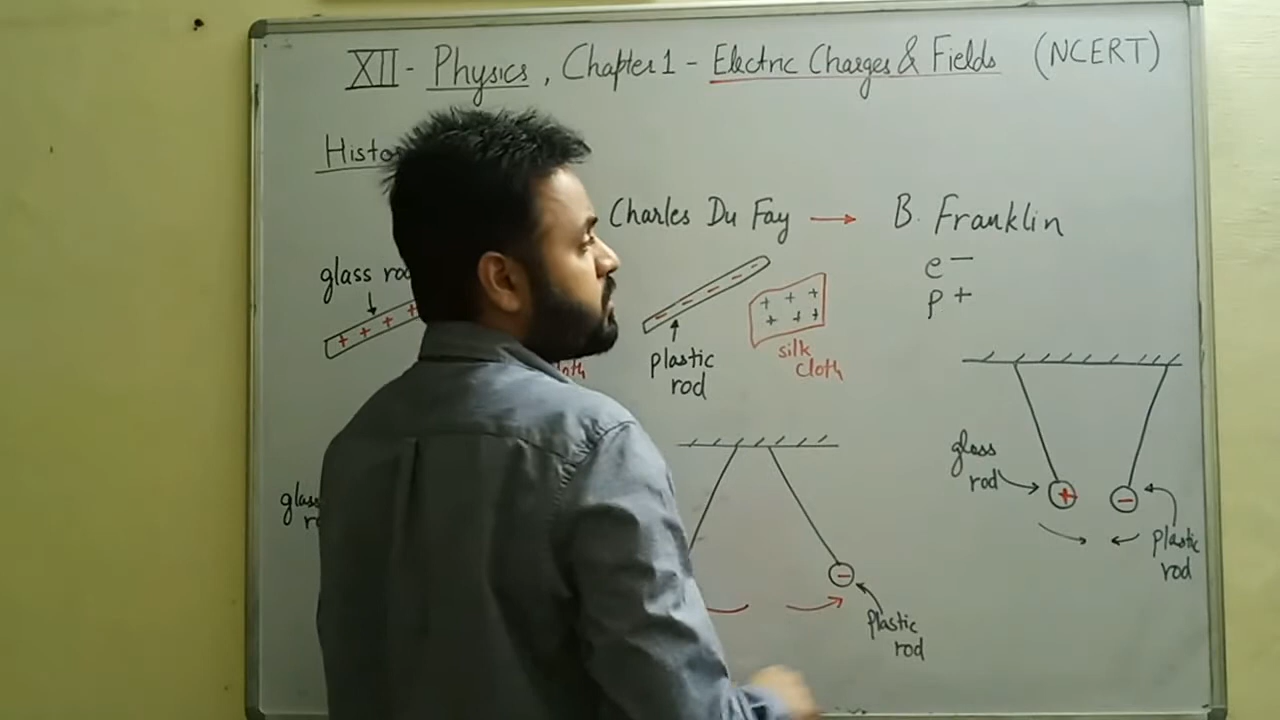 XII - Physics, Chapter 1 - Electric Charges & Fields (NCERT)
Charles Du Fay → B. Franklin
e −
p +
glass
+ + + +
− − − − −
+ + +
+ + +
plastic
rod
silk
cloth
glass
rod
+
−
plastic
rod
−
plastic
rod